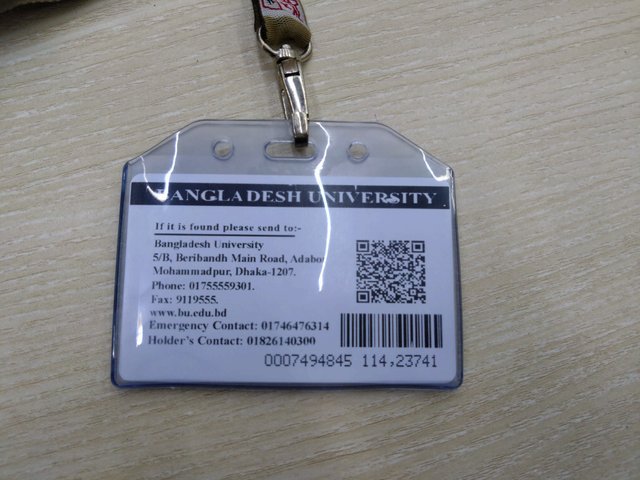 BANGLADESH UNIVERSITY
If it is found please send to:-
Bangladesh University
5/B, Beribandh Main Road, Adabor
Mohammadpur, Dhaka-1207.
Phone: 01755559301.
Fax: 9119555.
www.bu.edu.bd
Emergency Contact: 01746476314
Holder's Contact: 01826140300
0007494845 114,23741